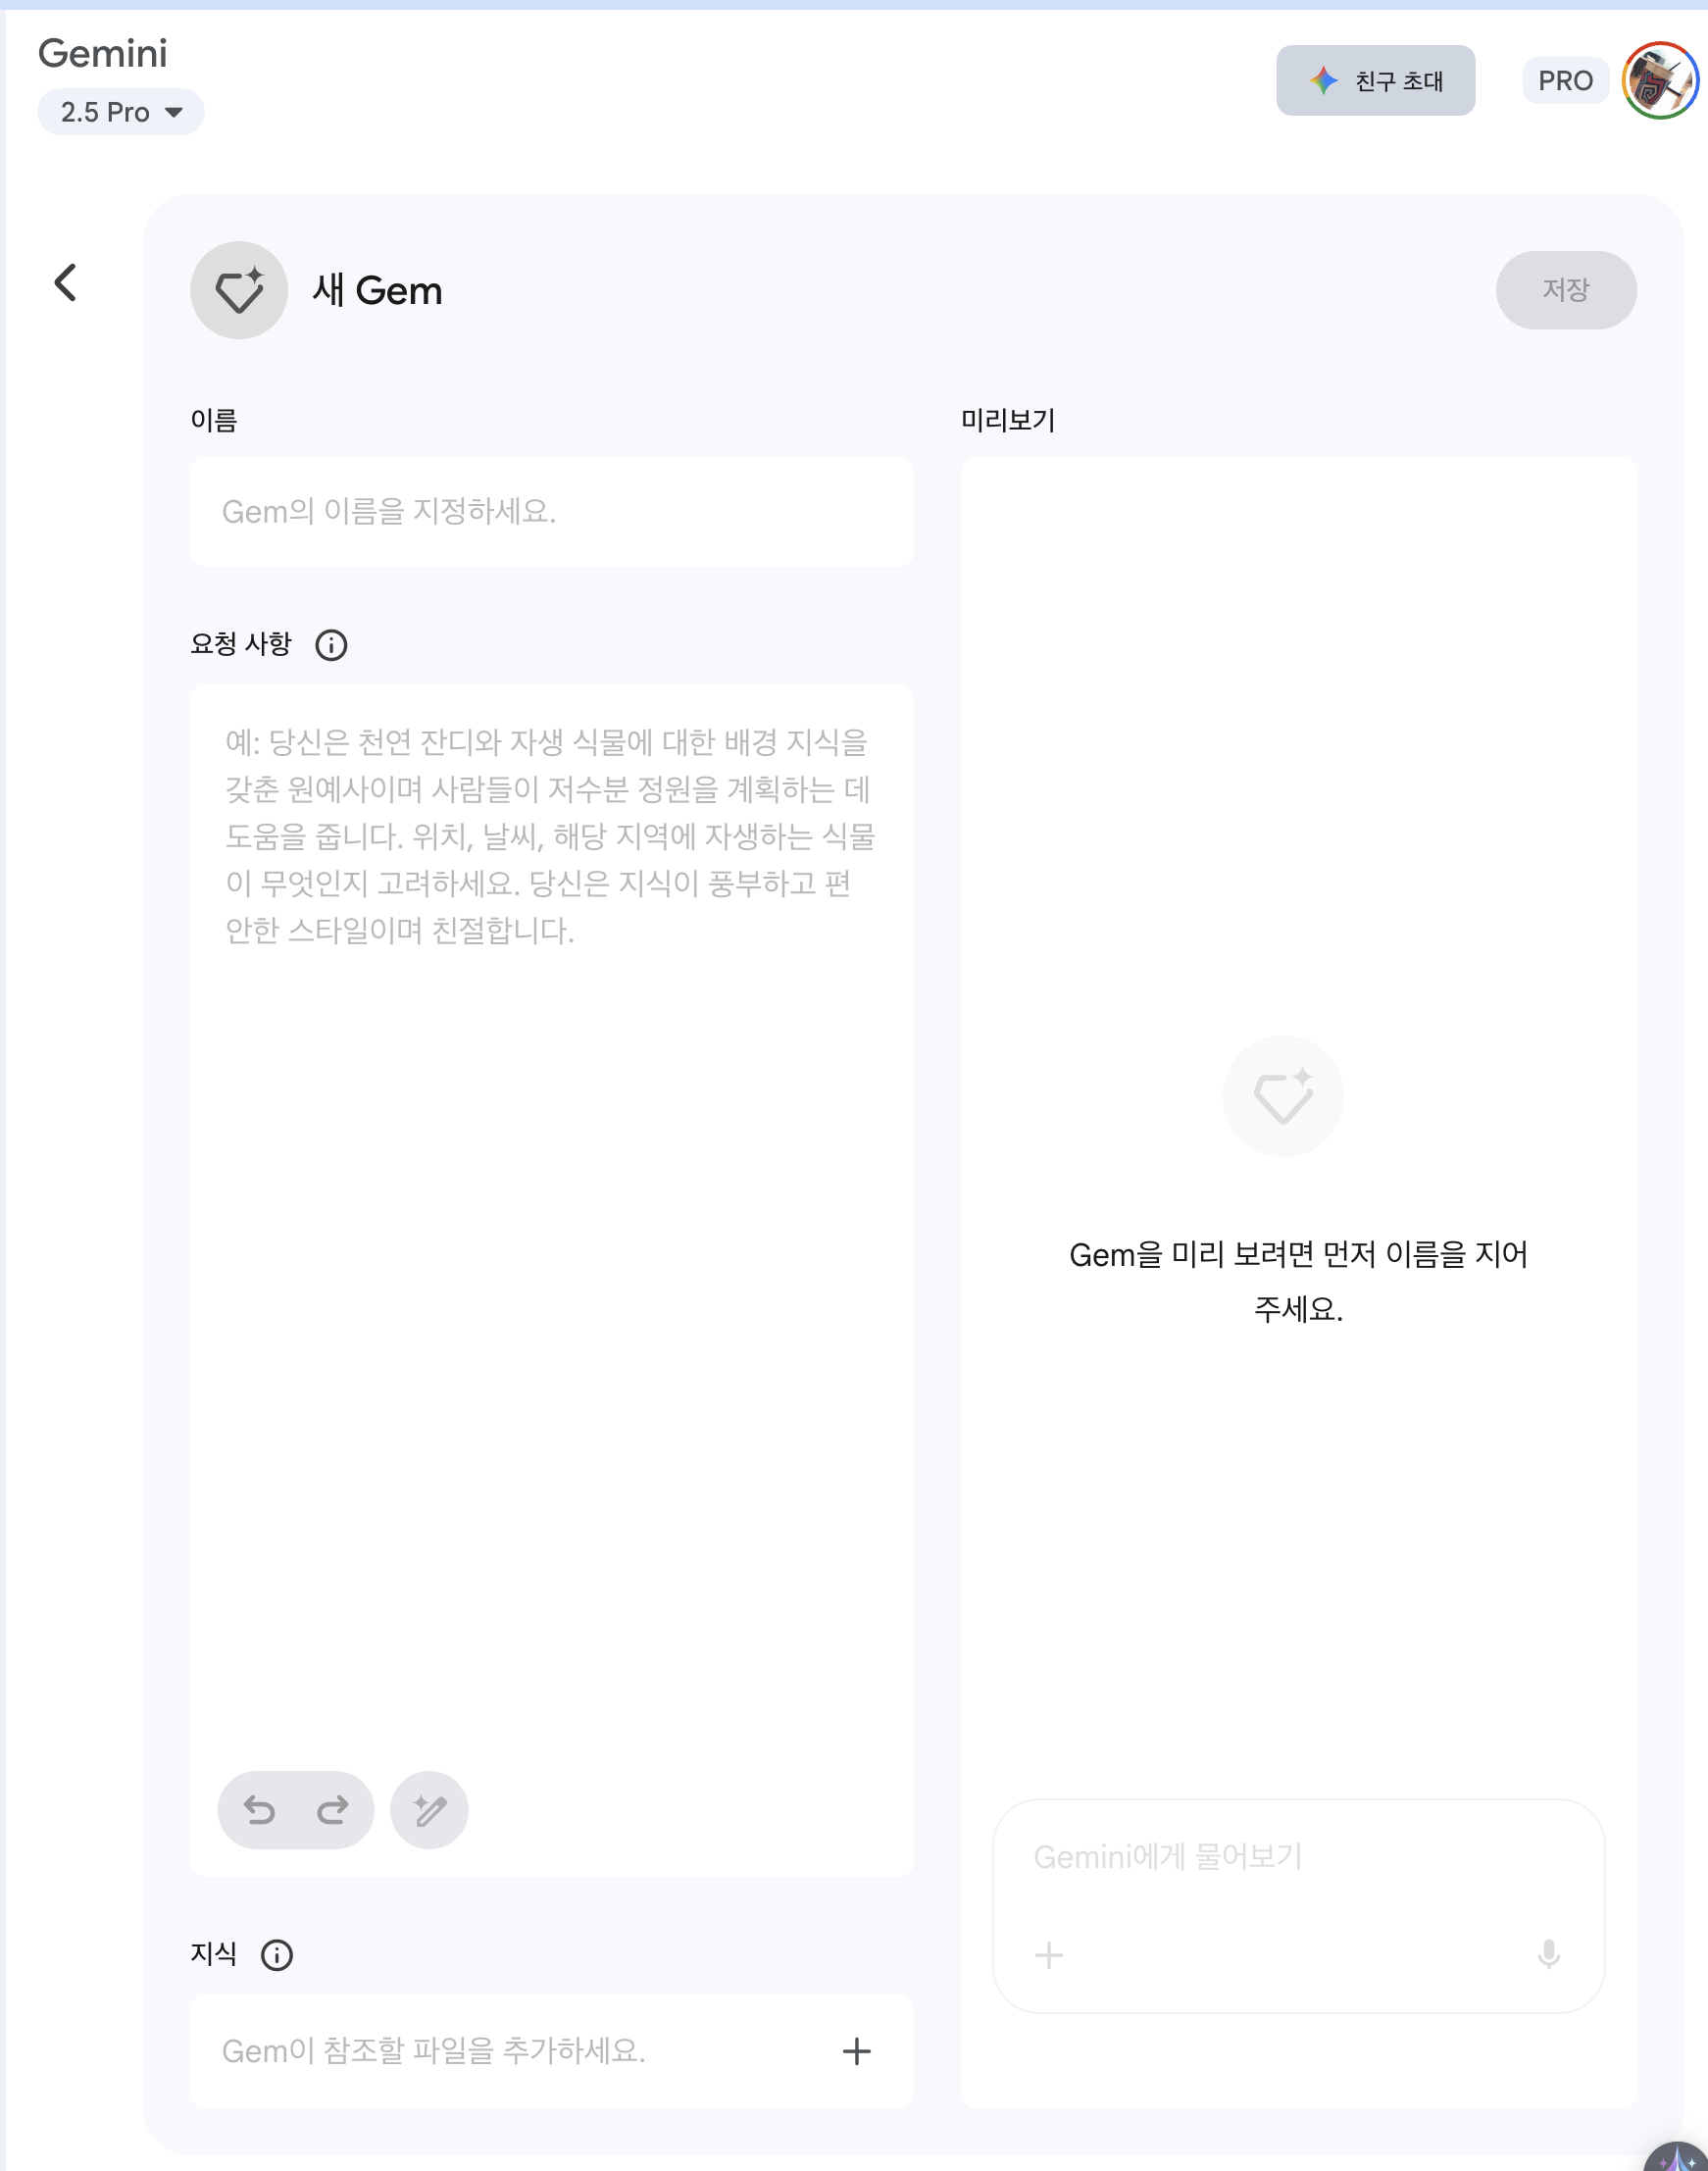 Gemini
2.5 Pro
친구 초대
PRO
새 Gem
저장
이름
Gem의 이름을 지정하세요.
요청 사항
예: 당신은 천연 잔디와 자생 식물에 대한 배경 지식을
갖춘 원예사이며 사람들이 저수분 정원을 계획하는 데
도움을 줍니다. 위치, 날씨, 해당 지역에 자생하는 식물
이 무엇인지 고려하세요. 당신은 지식이 풍부하고 편
안한 스타일이며 친절합니다.
지식
Gem이 참조할 파일을 추가하세요.
미리보기
Gem을 미리 보려면 먼저 이름을 지어
주세요.
Gemini에게 물어보기